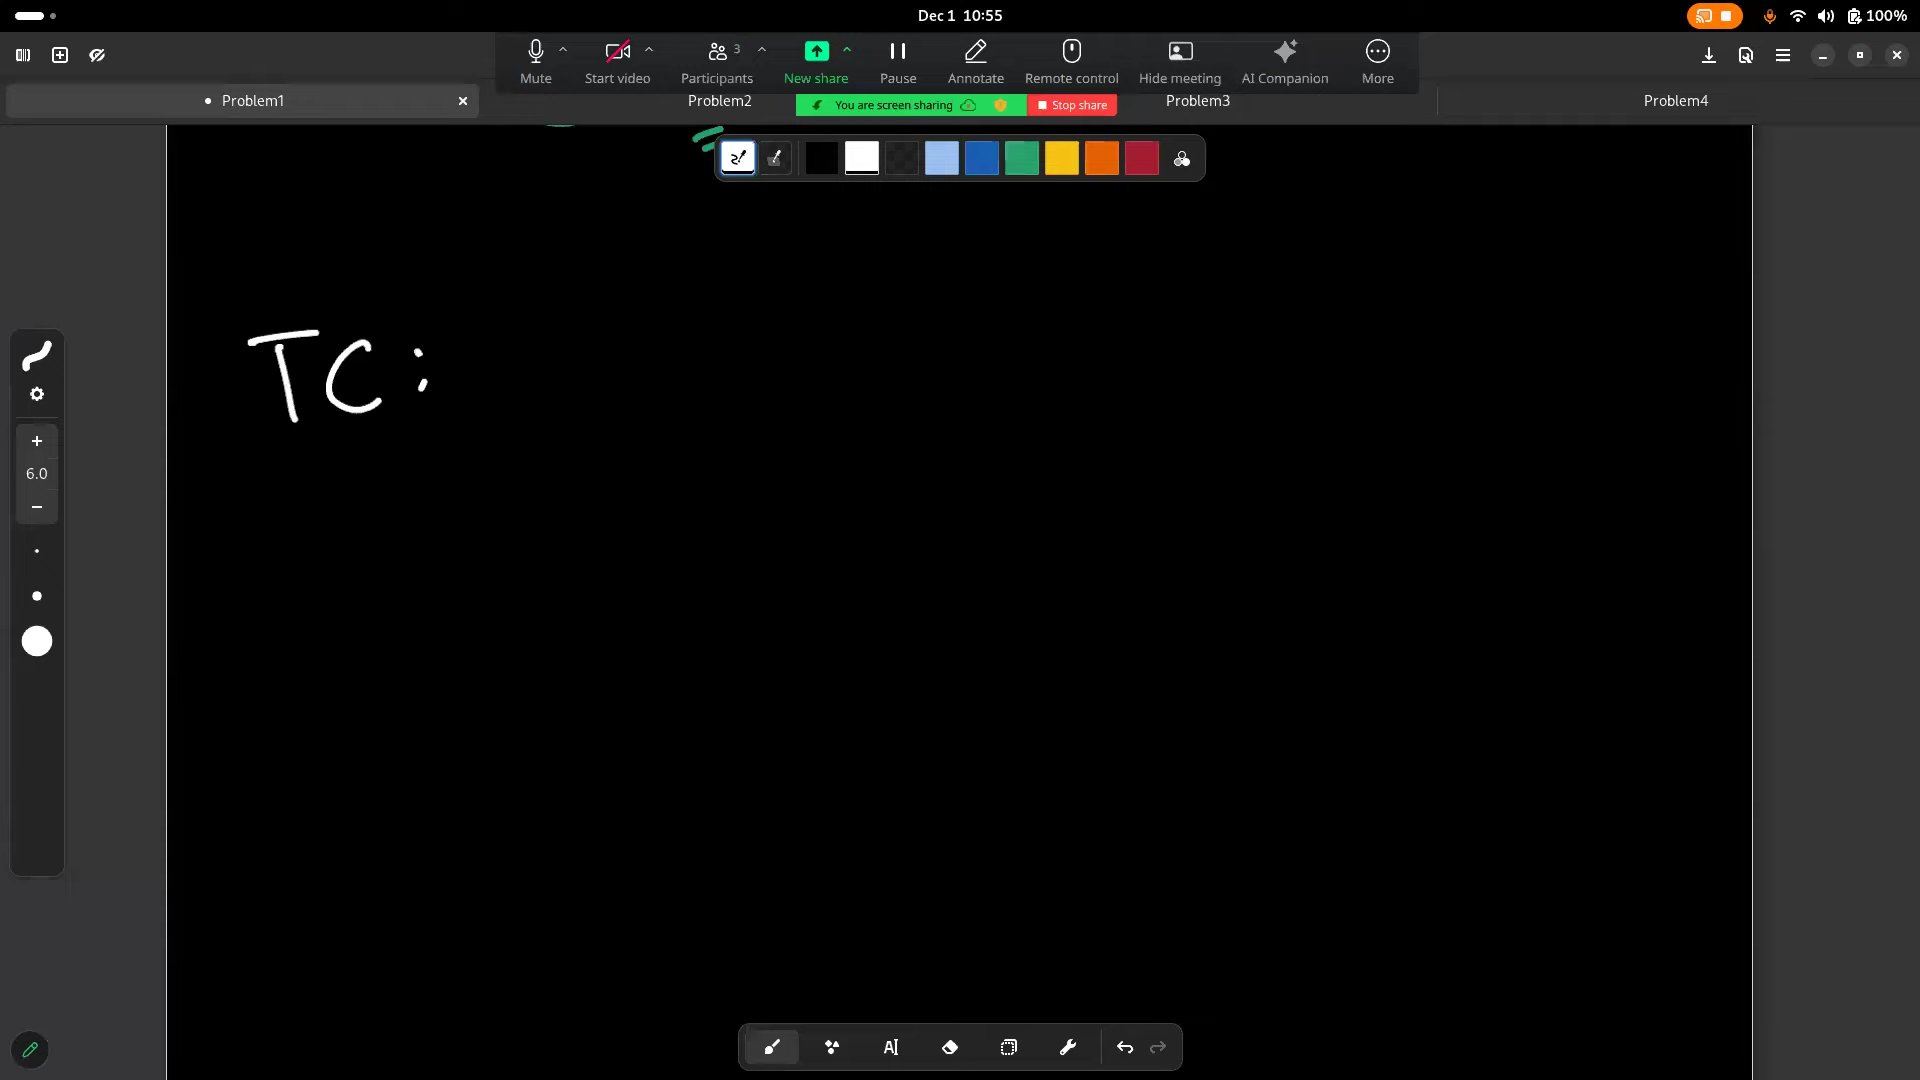 Dec 1 10:55
100%
Mute
Start video
Participants
3
New share
Pause
Annotate
Remote control
Hide meeting
AI Companion
More
Problem1
Problem2
You are screen sharing
Stop share
Problem3
Problem4
TC:
6.0